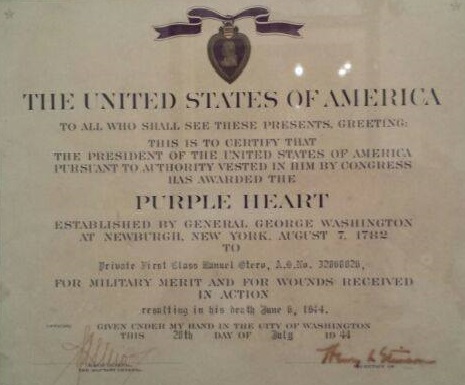 THE UNITED STATES OF AMERICA
TO ALL WHO SHALL SEE THESE PRESENTS, GREETING:
THIS IS TO CERTIFY THAT
THE PRESIDENT OF THE UNITED STATES OF AMERICA
PURSUANT TO AUTHORITY VESTED IN HIM BY CONGRESS
HAS AWARDED THE
PURPLE HEART
ESTABLISHED BY GENERAL GEORGE WASHINGTON
AT NEWBURGH, NEW YORK, AUGUST 7, 1782
TO
Private First Class Manuel Otero, A.S.No.
FOR MILITARY MERIT AND FOR WOUNDS RECEIVED
IN ACTION
resulting in his death June 6, 1944.
GIVEN UNDER MY HAND IN THE CITY OF WASHINGTON
THIS 20th DAY OF July 1944